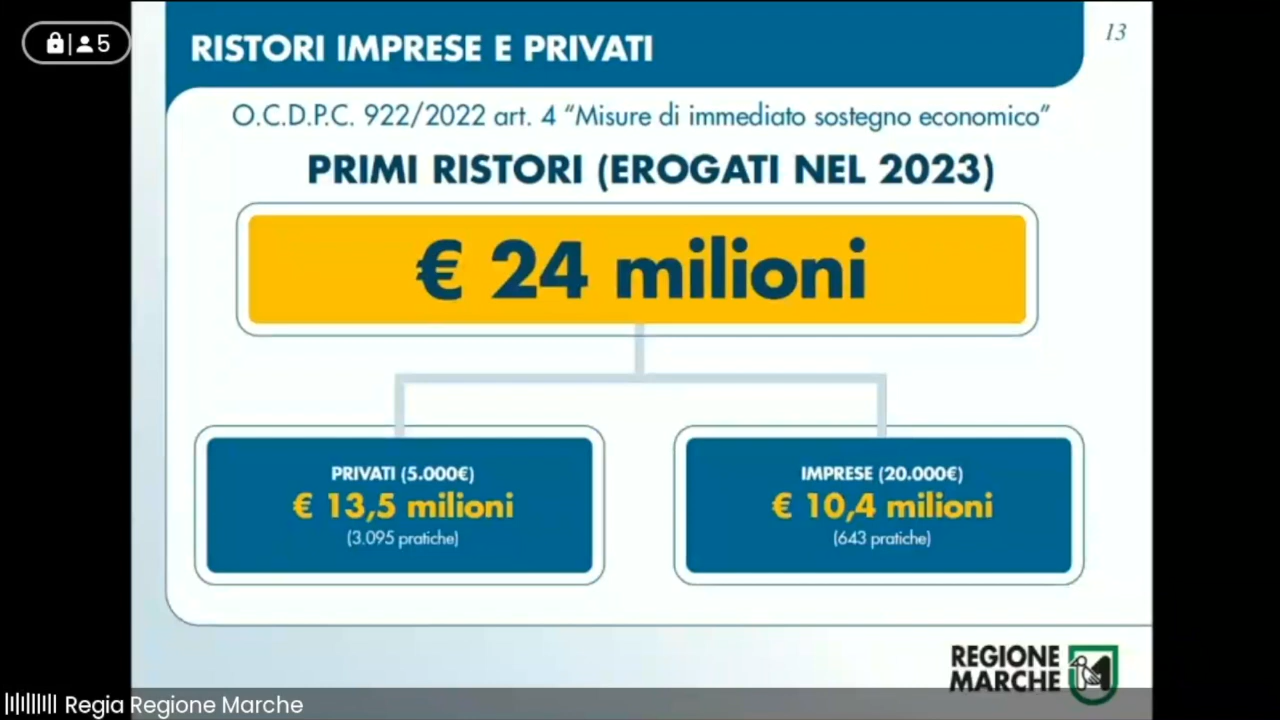 5
RISTORI IMPRESE E PRIVATI
13
O.C.D.P.C. 922/2022 art. 4 “Misure di immediato sostegno economico”
PRIMI RISTORI (EROGATI NEL 2023)
€ 24 milioni
PRIVATI (5.000€)
€ 13,5 milioni
(3.095 pratiche)
IMPRESE (20.000€)
€ 10,4 milioni
(643 pratiche)
REGIONE
MARCHE
Regia Regione Marche